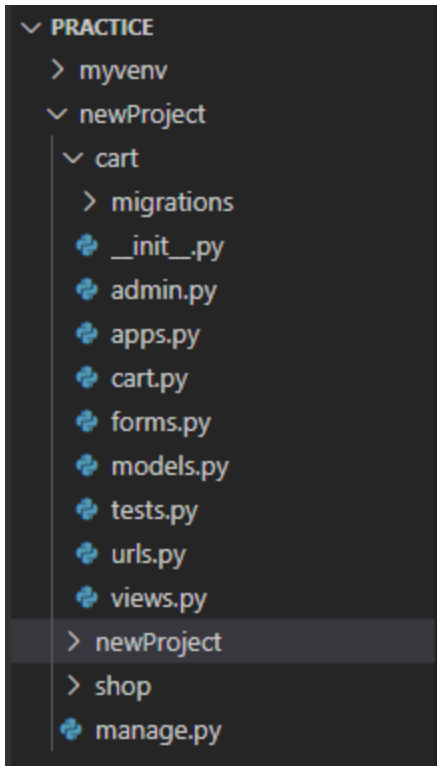 PRACTICE
myvenv
newProject
cart
migrations
__init__.py
admin.py
apps.py
cart.py
forms.py
models.py
tests.py
urls.py
views.py
newProject
shop
manage.py